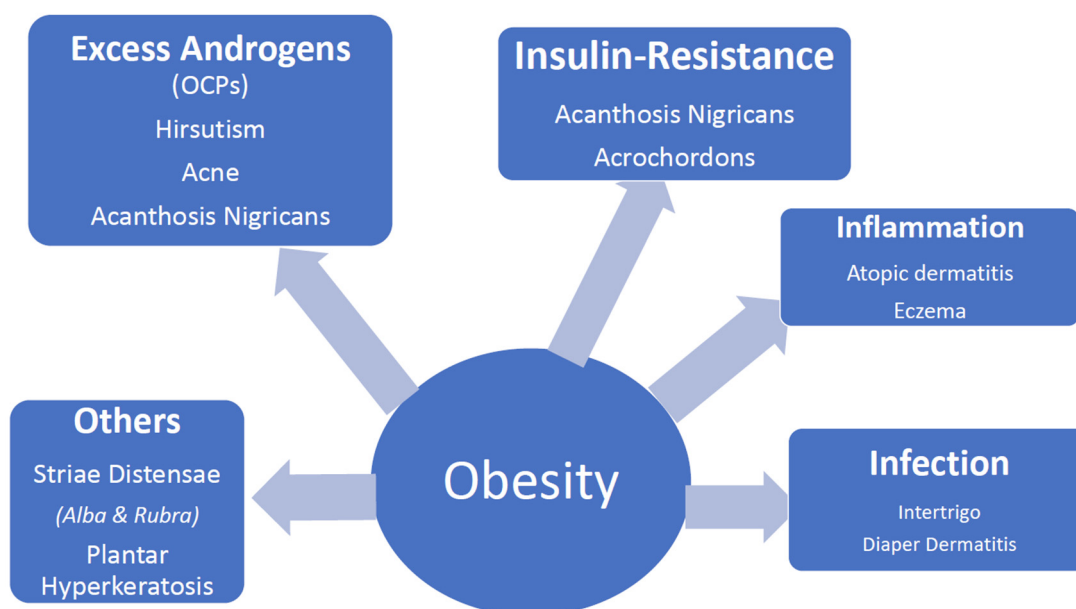 Excess Androgens
(OCPs)
Hirsutism
Acne
Acanthosis Nigricans
Insulin-Resistance
Acanthosis Nigricans
Acrochordons
Inflammation
Atopic dermatitis
Eczema
Others
Striae Distensae
(Alba & Rubra)
Plantar
Hyperkeratosis
Obesity
Infection
Intertrigo
Diaper Dermatitis